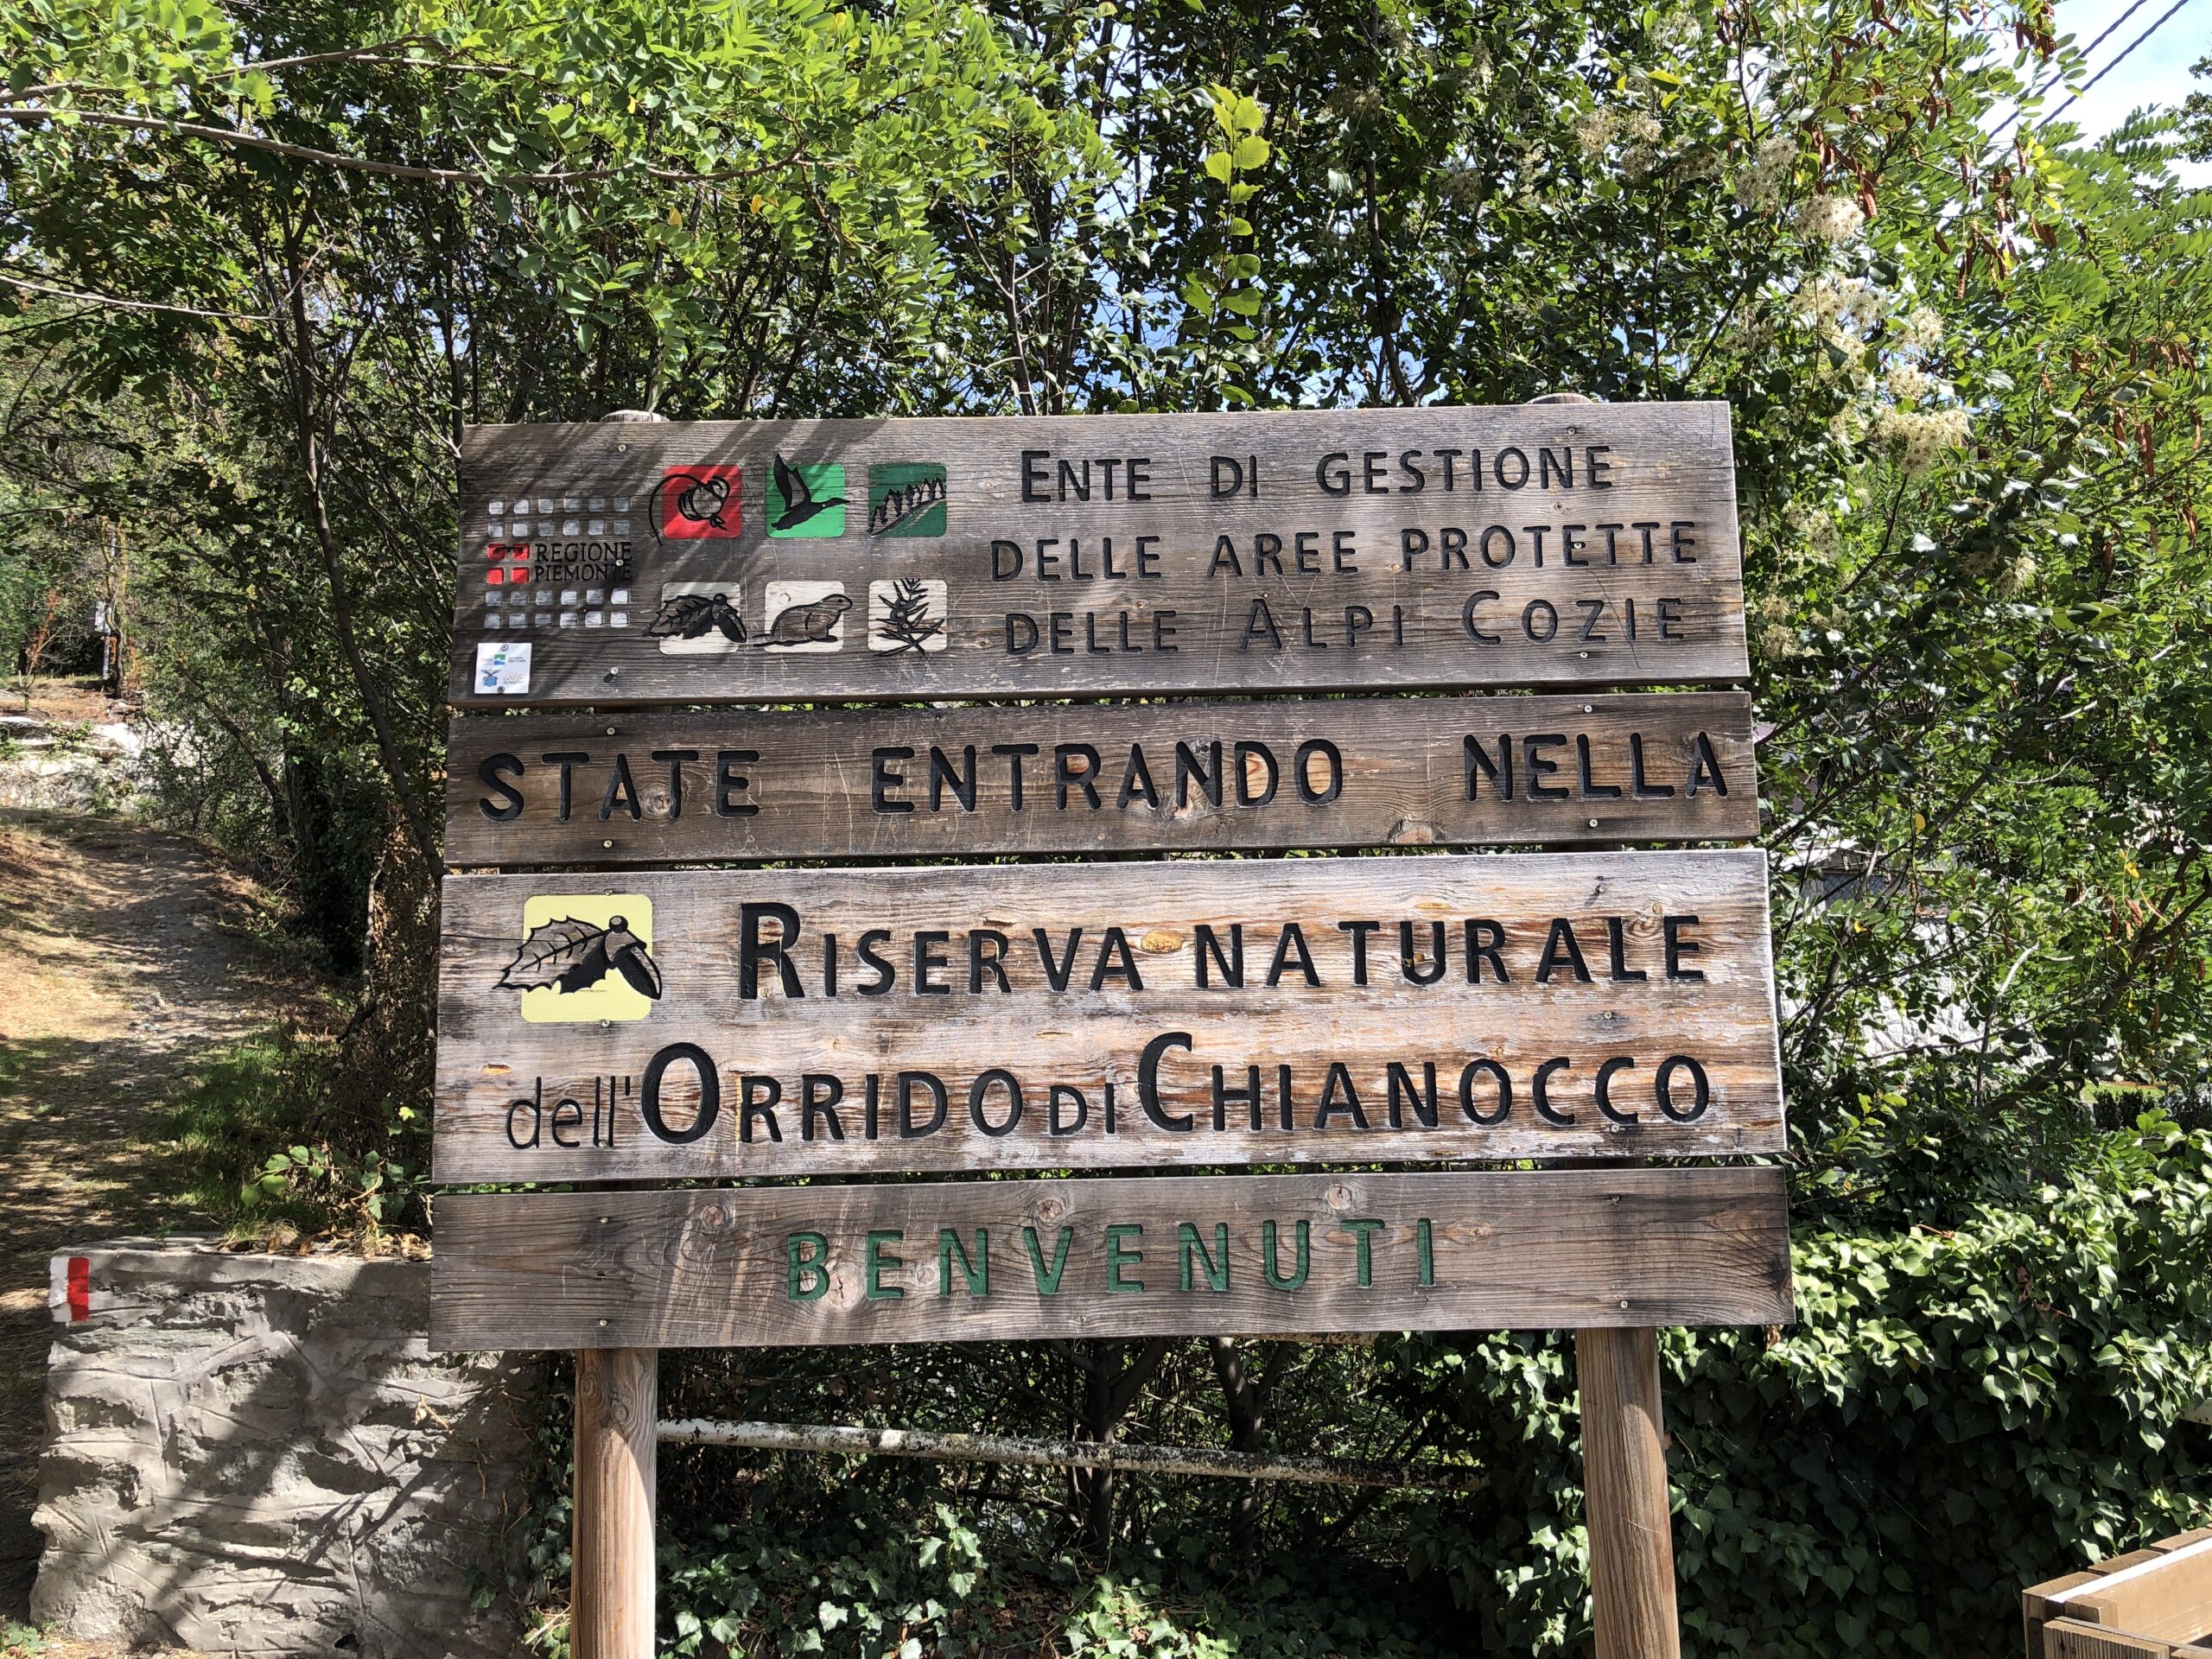 REGIONE
PIEMONTE
ENTE DI GESTIONE
DELLE AREE PROTETTE
DELLE ALPI COZIE
STATE ENTRANDO NELLA
RISERVA NATURALE
dell'ORRIDO DI CHIANOCCO
BENVENUTI